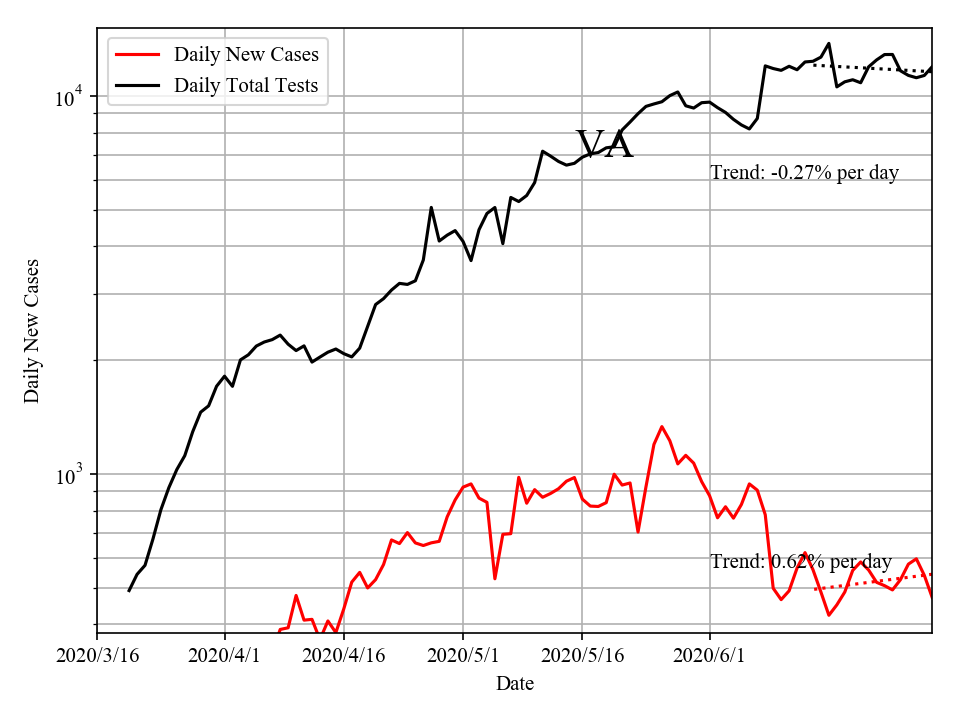 Daily New Cases
Daily Total Tests
10^4
VA
Trend: -0.27% per day
Daily New Cases
10^3
Trend: 0.62% per day
2020/3/16 2020/4/1 2020/4/16 2020/5/1 2020/5/16 2020/6/1
Date